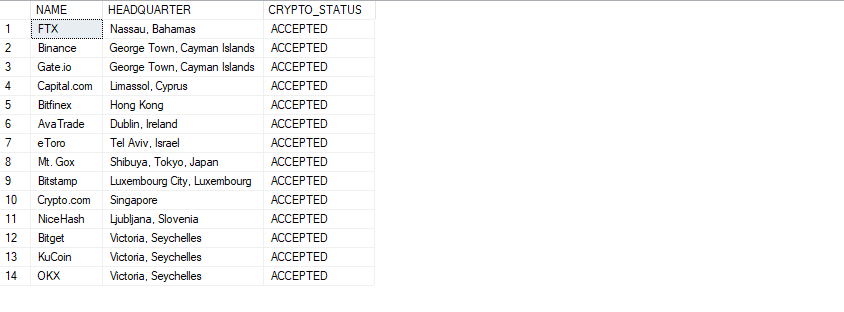 NAME HEADQUARTER CRYPTO_STATUS
1 FTX Nassau, Bahamas ACCEPTED
2 Binance George Town, Cayman Islands ACCEPTED
3 Gate.io George Town, Cayman Islands ACCEPTED
4 Capital.com Limassol, Cyprus ACCEPTED
5 Bitfinex Hong Kong ACCEPTED
6 AvaTrade Dublin, Ireland ACCEPTED
7 eToro Tel Aviv, Israel ACCEPTED
8 Mt. Gox Shibuya, Tokyo, Japan ACCEPTED
9 Bitstamp Luxembourg City, Luxembourg ACCEPTED
10 Crypto.com Singapore ACCEPTED
11 NiceHash Ljubljana, Slovenia ACCEPTED
12 Bitget Victoria, Seychelles ACCEPTED
13 KuCoin Victoria, Seychelles ACCEPTED
14 OKX Victoria, Seychelles ACCEPTED